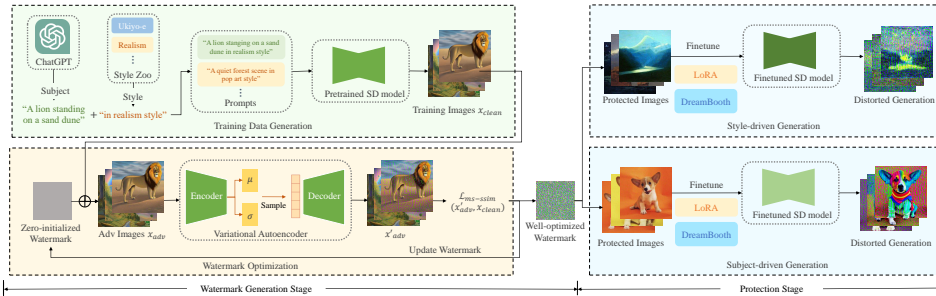 ChatGPT
Subject
"A lion standing
on a sand dune"
Ukiyo-e
Realism
Style Zoo
Style
+ "in realism style"
"A lion stanging on a sand
dune in realism style"
"A quiet forest scene in
pop art style"
Prompts
Pretrained SD model
Training Images x_clean
Training Data Generation
Zero-initialized
Watermark
Adv Images x_adv
Encoder
μ
σ
Sample
Decoder
Variational Autoencoder
x'_adv
ℒ_ms-ssim
(x'_adv, x_clean)
Update Watermark
Watermark Optimization
Well-optimized
Watermark
Protected Images
Finetune
LoRA
DreamBooth
Finetuned SD model
Distorted Generation
Style-driven Generation
Protected Images
Finetune
LoRA
DreamBooth
Finetuned SD model
Distorted Generation
Subject-driven Generation
Watermark Generation Stage
Protection Stage